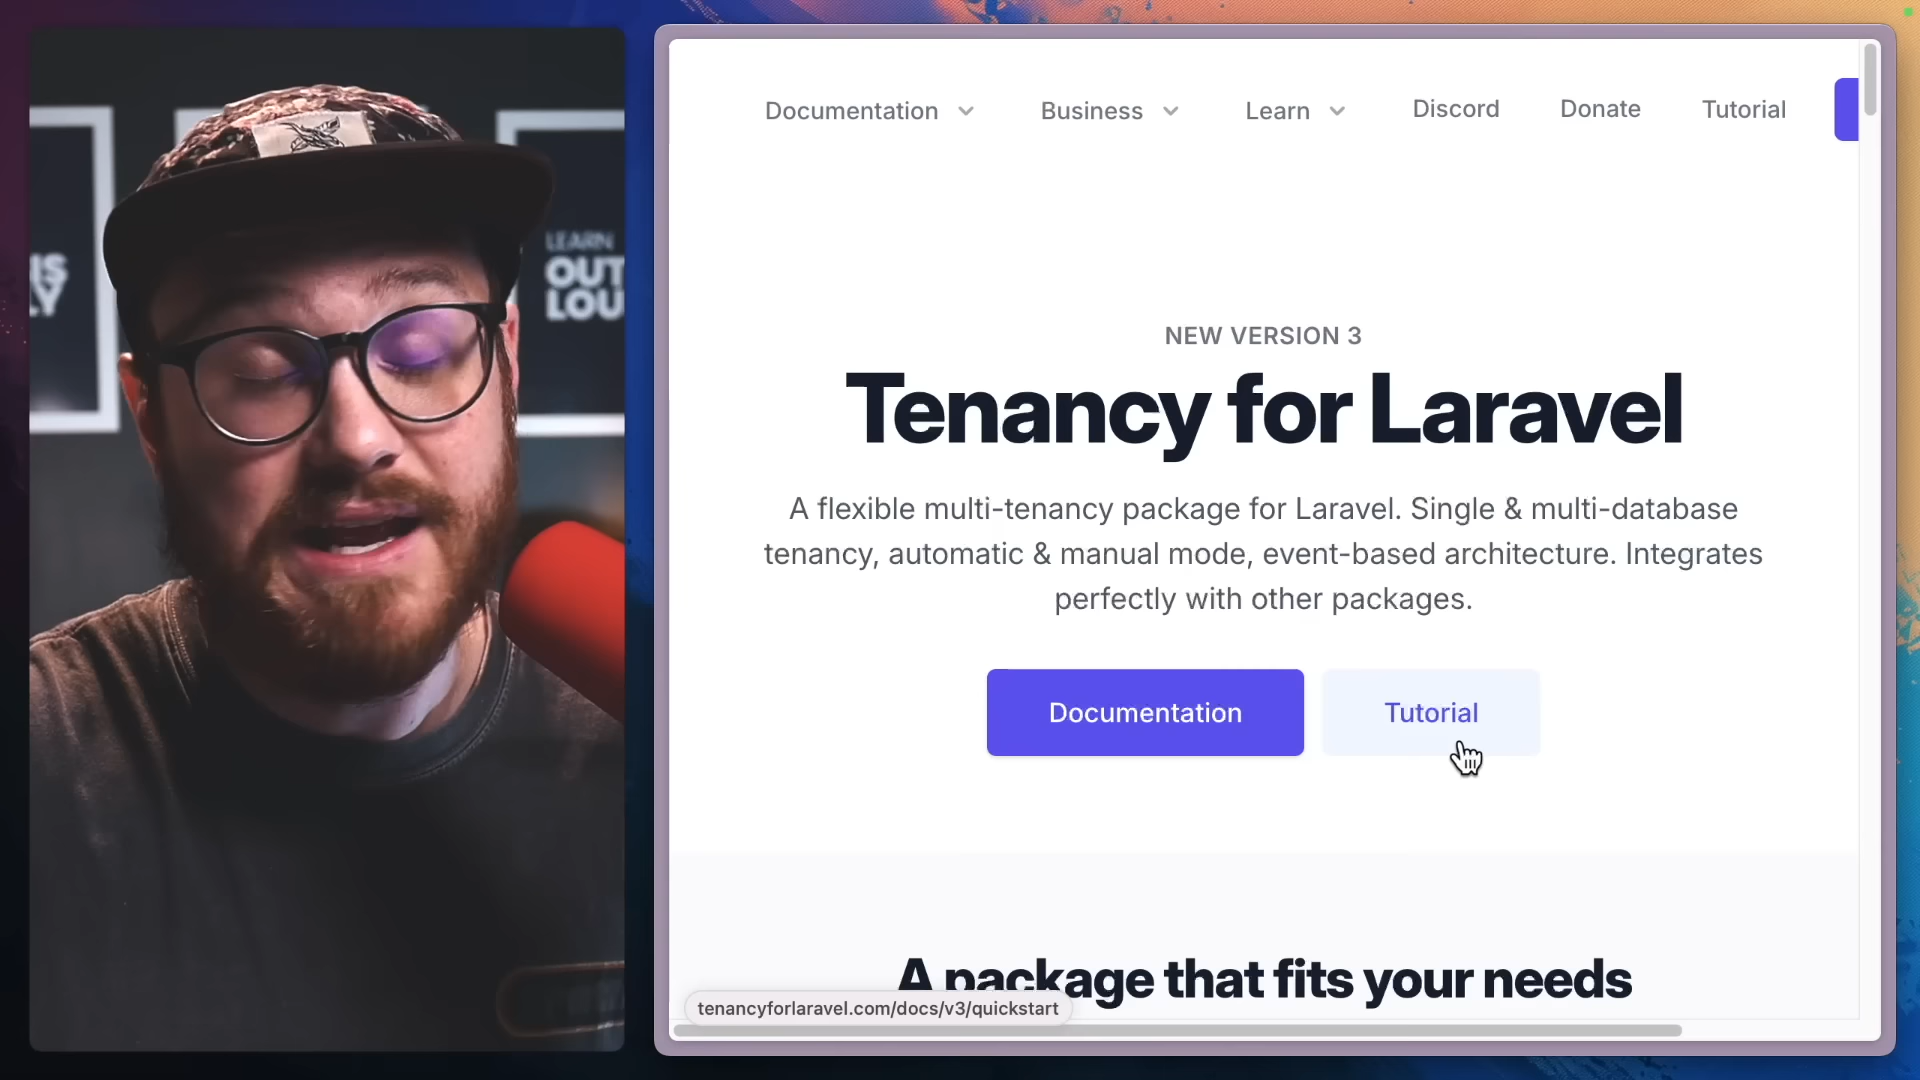 LEARN
OUT
LOU
Documentation
Business
Learn
Discord
Donate
Tutorial
NEW VERSION 3
Tenancy for Laravel
A flexible multi-tenancy package for Laravel. Single & multi-database
tenancy, automatic & manual mode, event-based architecture. Integrates
perfectly with other packages.
Documentation
Tutorial
A package that fits your needs
tenancyforlaravel.com/docs/v3/quickstart